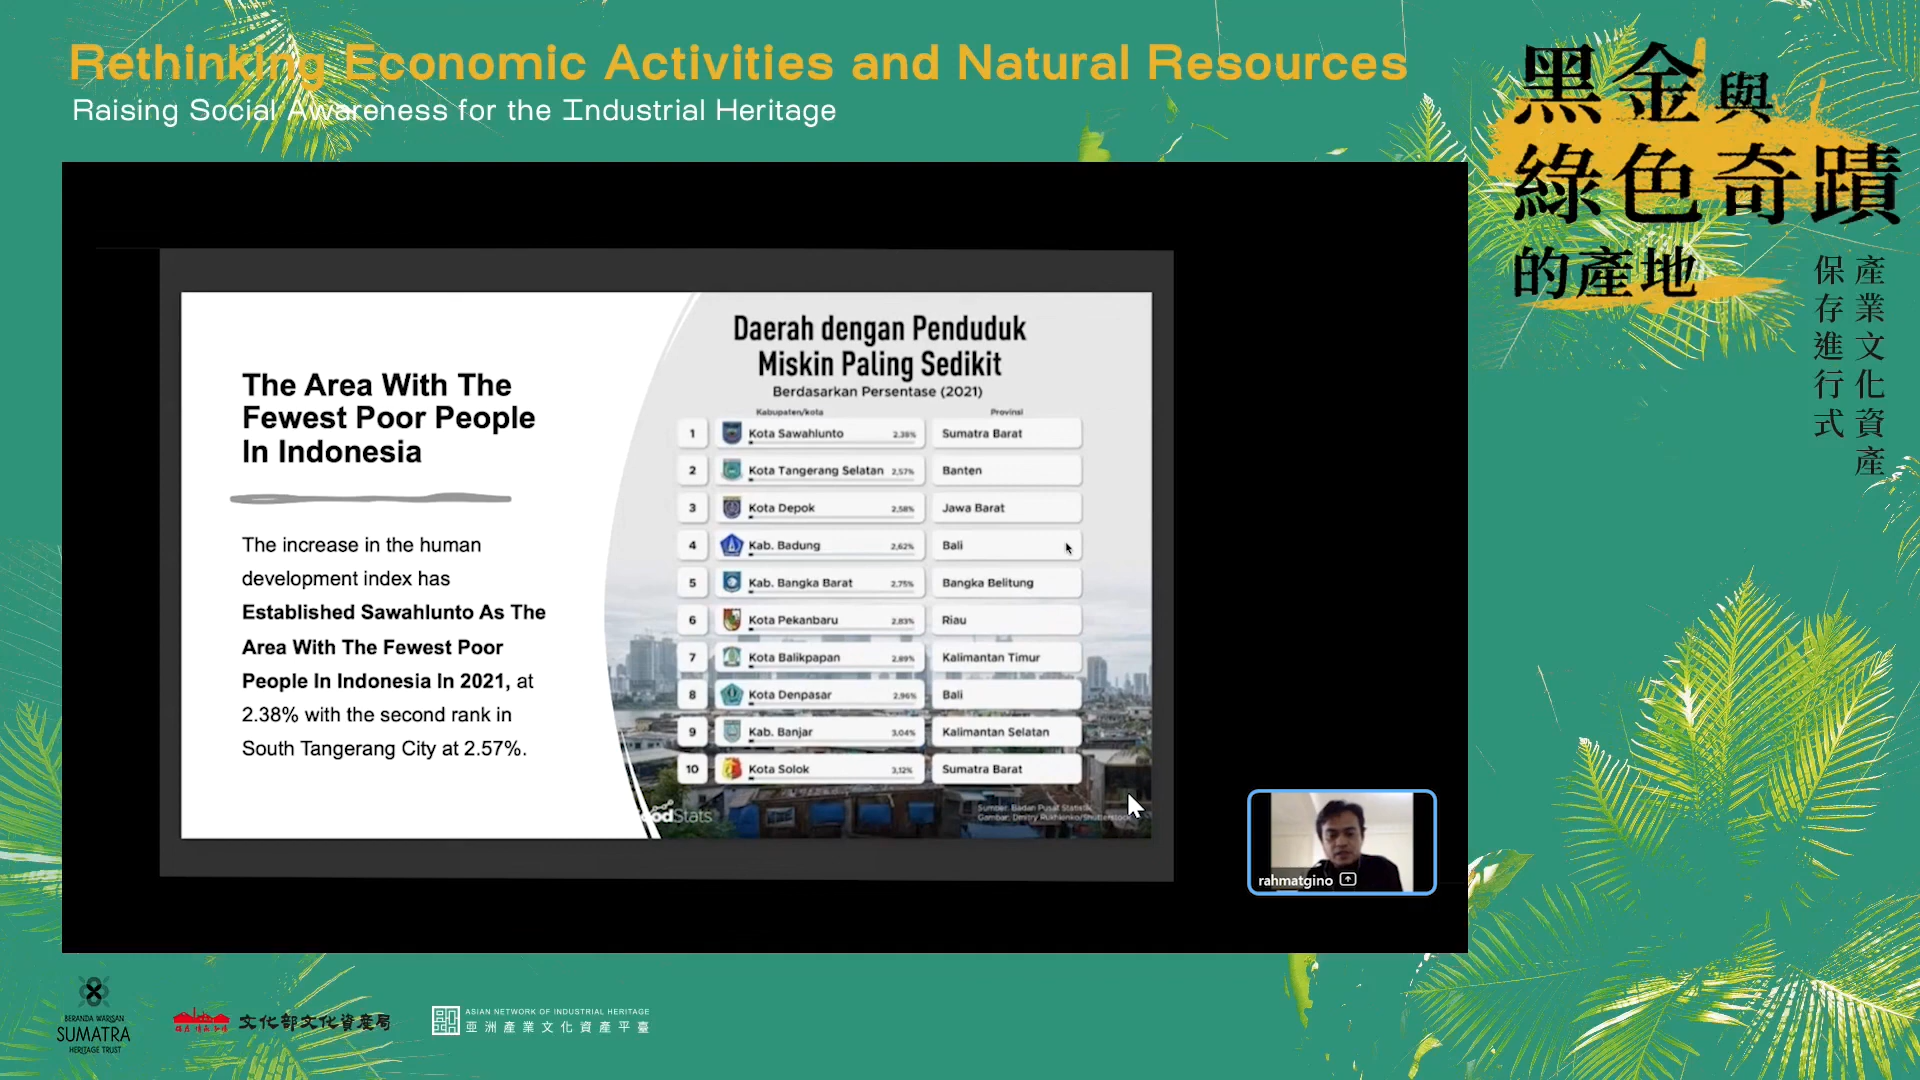 Rethinking Economic Activities and Natural Resources
Raising Social Awareness for the Industrial Heritage
黑金與
綠色奇蹟
的產地
產業文化資產
保存進行式
The Area With The
Fewest Poor People
In Indonesia
The increase in the human
development index has
Established Sawahlunto As The
Area With The Fewest Poor
People In Indonesia In 2021, at
2.38% with the second rank in
South Tangerang City at 2.57%.
Daerah dengan Penduduk
Miskin Paling Sedikit
Berdasarkan Persentase (2021)
Kabupaten/kota Provinsi
1 Kota Sawahlunto 2.38% Sumatra Barat
2 Kota Tangerang Selatan 2,57% Banten
3 Kota Depok 2,58% Jawa Barat
4 Kab. Badung 2,62% Bali
5 Kab. Bangka Barat 2,75% Bangka Belitung
6 Kota Pekanbaru 2,83% Riau
7 Kota Balikpapan 2,89% Kalimantan Timur
8 Kota Denpasar 2,96% Bali
9 Kab. Banjar 3,04% Kalimantan Selatan
10 Kota Solok 3,12% Sumatra Barat
odStats
Sumber: Badan Pusat Statistik
Gambar: Dmitry Rukhlenko/Shutterstock
rahmatgino
BERANDA WARISAN
SUMATRA
HERITAGE TRUST
文化部文化資產局
ASIAN NETWORK OF INDUSTRIAL HERITAGE
亞洲產業文化資產平臺